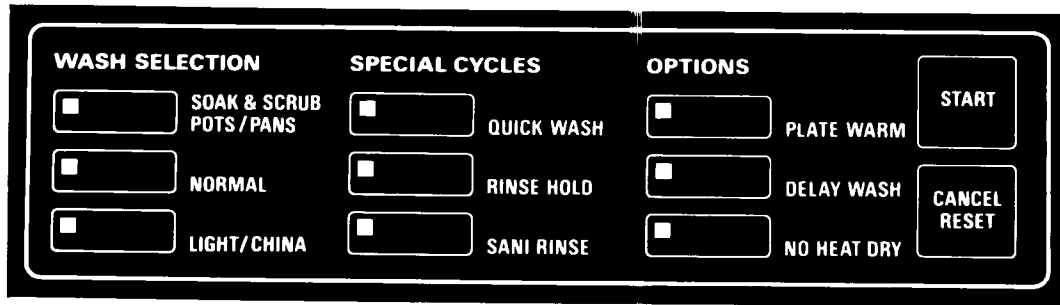 WASH SELECTION
SOAK & SCRUB
POTS/PANS
NORMAL
LIGHT/CHINA
SPECIAL CYCLES
QUICK WASH
RINSE HOLD
SANI RINSE
OPTIONS
PLATE WARM
DELAY WASH
NO HEAT DRY
START
CANCEL
RESET